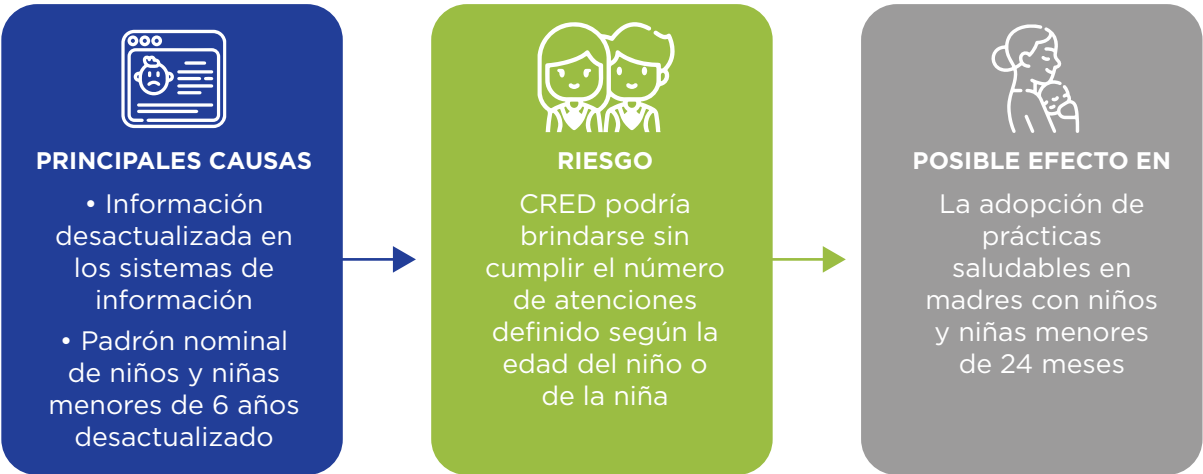 PRINCIPALES CAUSAS
• Información
desactualizada en
los sistemas de
información
• Padrón nominal
de niños y niñas
menores de 6 años
desactualizado
RIESGO
CRED podría
brindarse sin
cumplir el número
de atenciones
definido según la
edad del niño o
de la niña
POSIBLE EFECTO EN
La adopción de
prácticas
saludables en
madres con niños
y niñas menores
de 24 meses